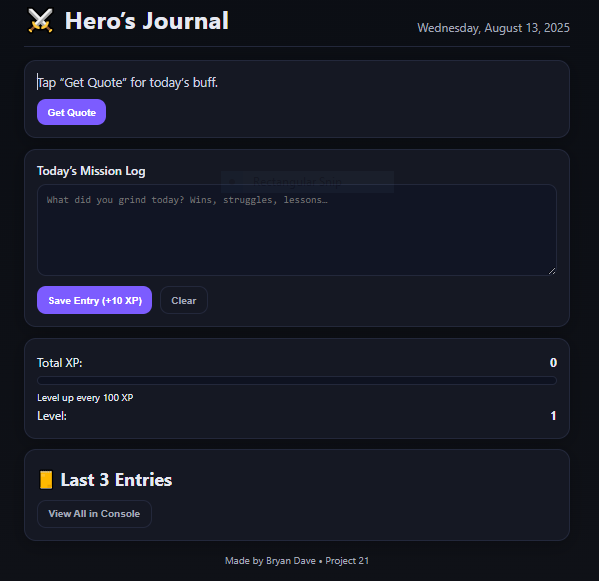 Hero’s Journal
Wednesday, August 13, 2025
Tap “Get Quote” for today’s buff.
Get Quote
Today’s Mission Log
What did you grind today? Wins, struggles, lessons…
Save Entry (+10 XP)
Clear
Total XP:
0
Level up every 100 XP
Level:
1
Last 3 Entries
View All in Console
Made by Bryan Dave • Project 21